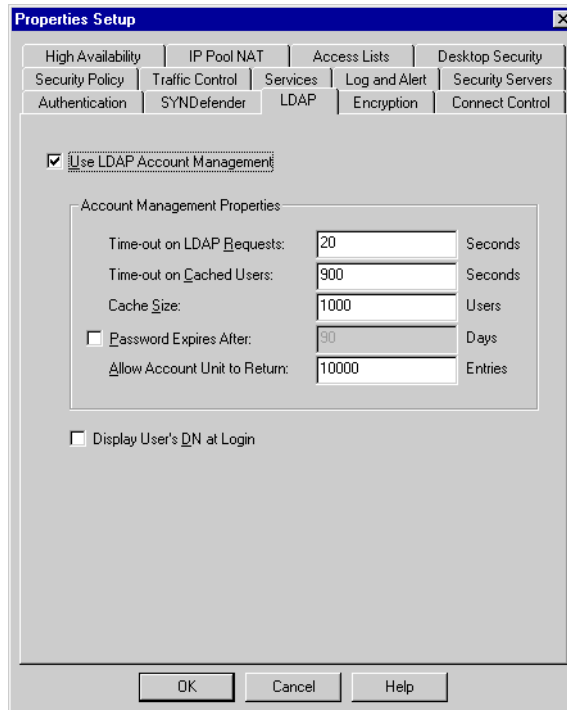 Properties Setup
High Availability IP Pool NAT Access Lists Desktop Security
Security Policy Traffic Control Services Log and Alert Security Servers
Authentication SYNDefender LDAP Encryption Connect Control
Use LDAP Account Management
Account Management Properties
Time-out on LDAP Requests: 20 Seconds
Time-out on Cached Users: 900 Seconds
Cache Size: 1000 Users
Password Expires After: 90 Days
Allow Account Unit to Return: 10000 Entries
Display User's DN at Login
OK Cancel Help